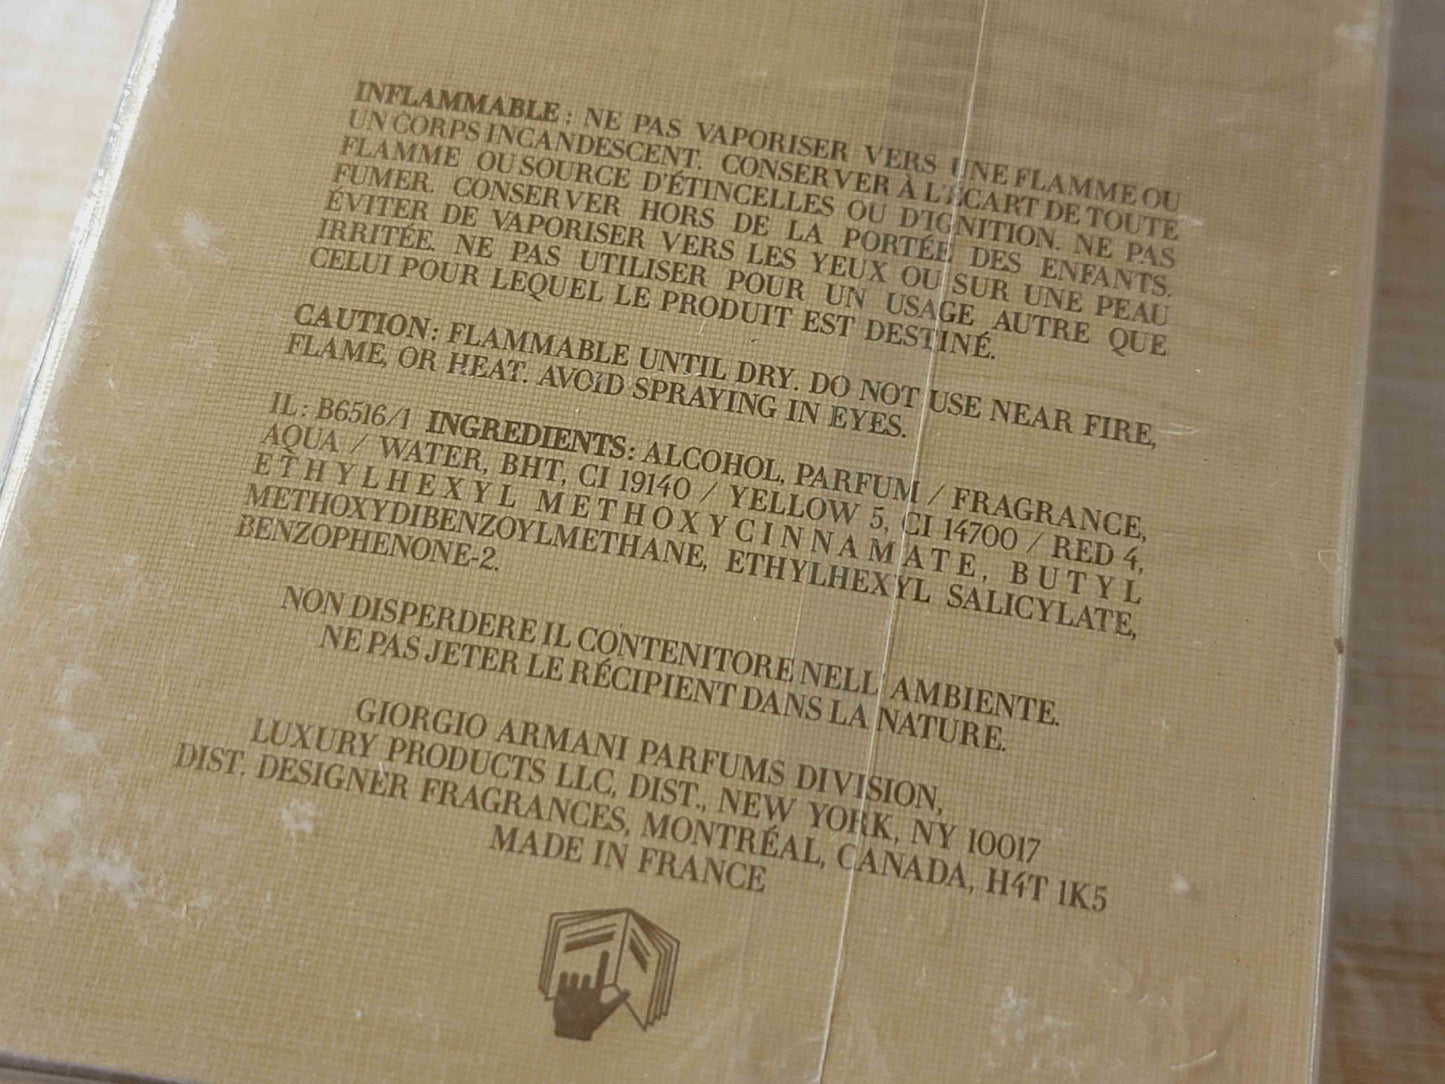 INFLAMMABLE : NE PAS VAPORISER VERS UNE FLAMME OU
UN CORPS INCANDESCENT. CONSERVER À L'ÉCART DE TOUTE
FLAMME OU SOURCE D'ÉTINCELLES OU D'IGNITION. NE PAS
FUMER. CONSERVER HORS DE LA PORTÉE DES ENFANTS.
ÉVITER DE VAPORISER VERS LES YEUX OU SUR UNE PEAU
IRRITÉE. NE PAS UTILISER POUR UN USAGE AUTRE QUE
CELUI POUR LEQUEL LE PRODUIT EST DESTINÉ.
CAUTION: FLAMMABLE UNTIL DRY. DO NOT USE NEAR FIRE,
FLAME, OR HEAT. AVOID SPRAYING IN EYES.
IL : B6516/1 INGREDIENTS: ALCOHOL, PARFUM / FRAGRANCE,
AQUA / WATER, BHT, CI 19140 / YELLOW 5, CI 14700 / RED 4,
ETHYLHEXYL METHOXYCINNAMATE, BUTYL
METHOXYDIBENZOYLMETHANE, ETHYLHEXYL SALICYLATE,
BENZOPHENONE-2.
NON DISPERDERE IL CONTENITORE NELL AMBIENTE.
NE PAS JETER LE RÉCIPIENT DANS LA NATURE.
GIORGIO ARMANI PARFUMS DIVISION,
LUXURY PRODUCTS LLC, DIST., NEW YORK, NY 10017
DIST. DESIGNER FRAGRANCES, MONTRÉAL, CANADA, H4T 1K5
MADE IN FRANCE